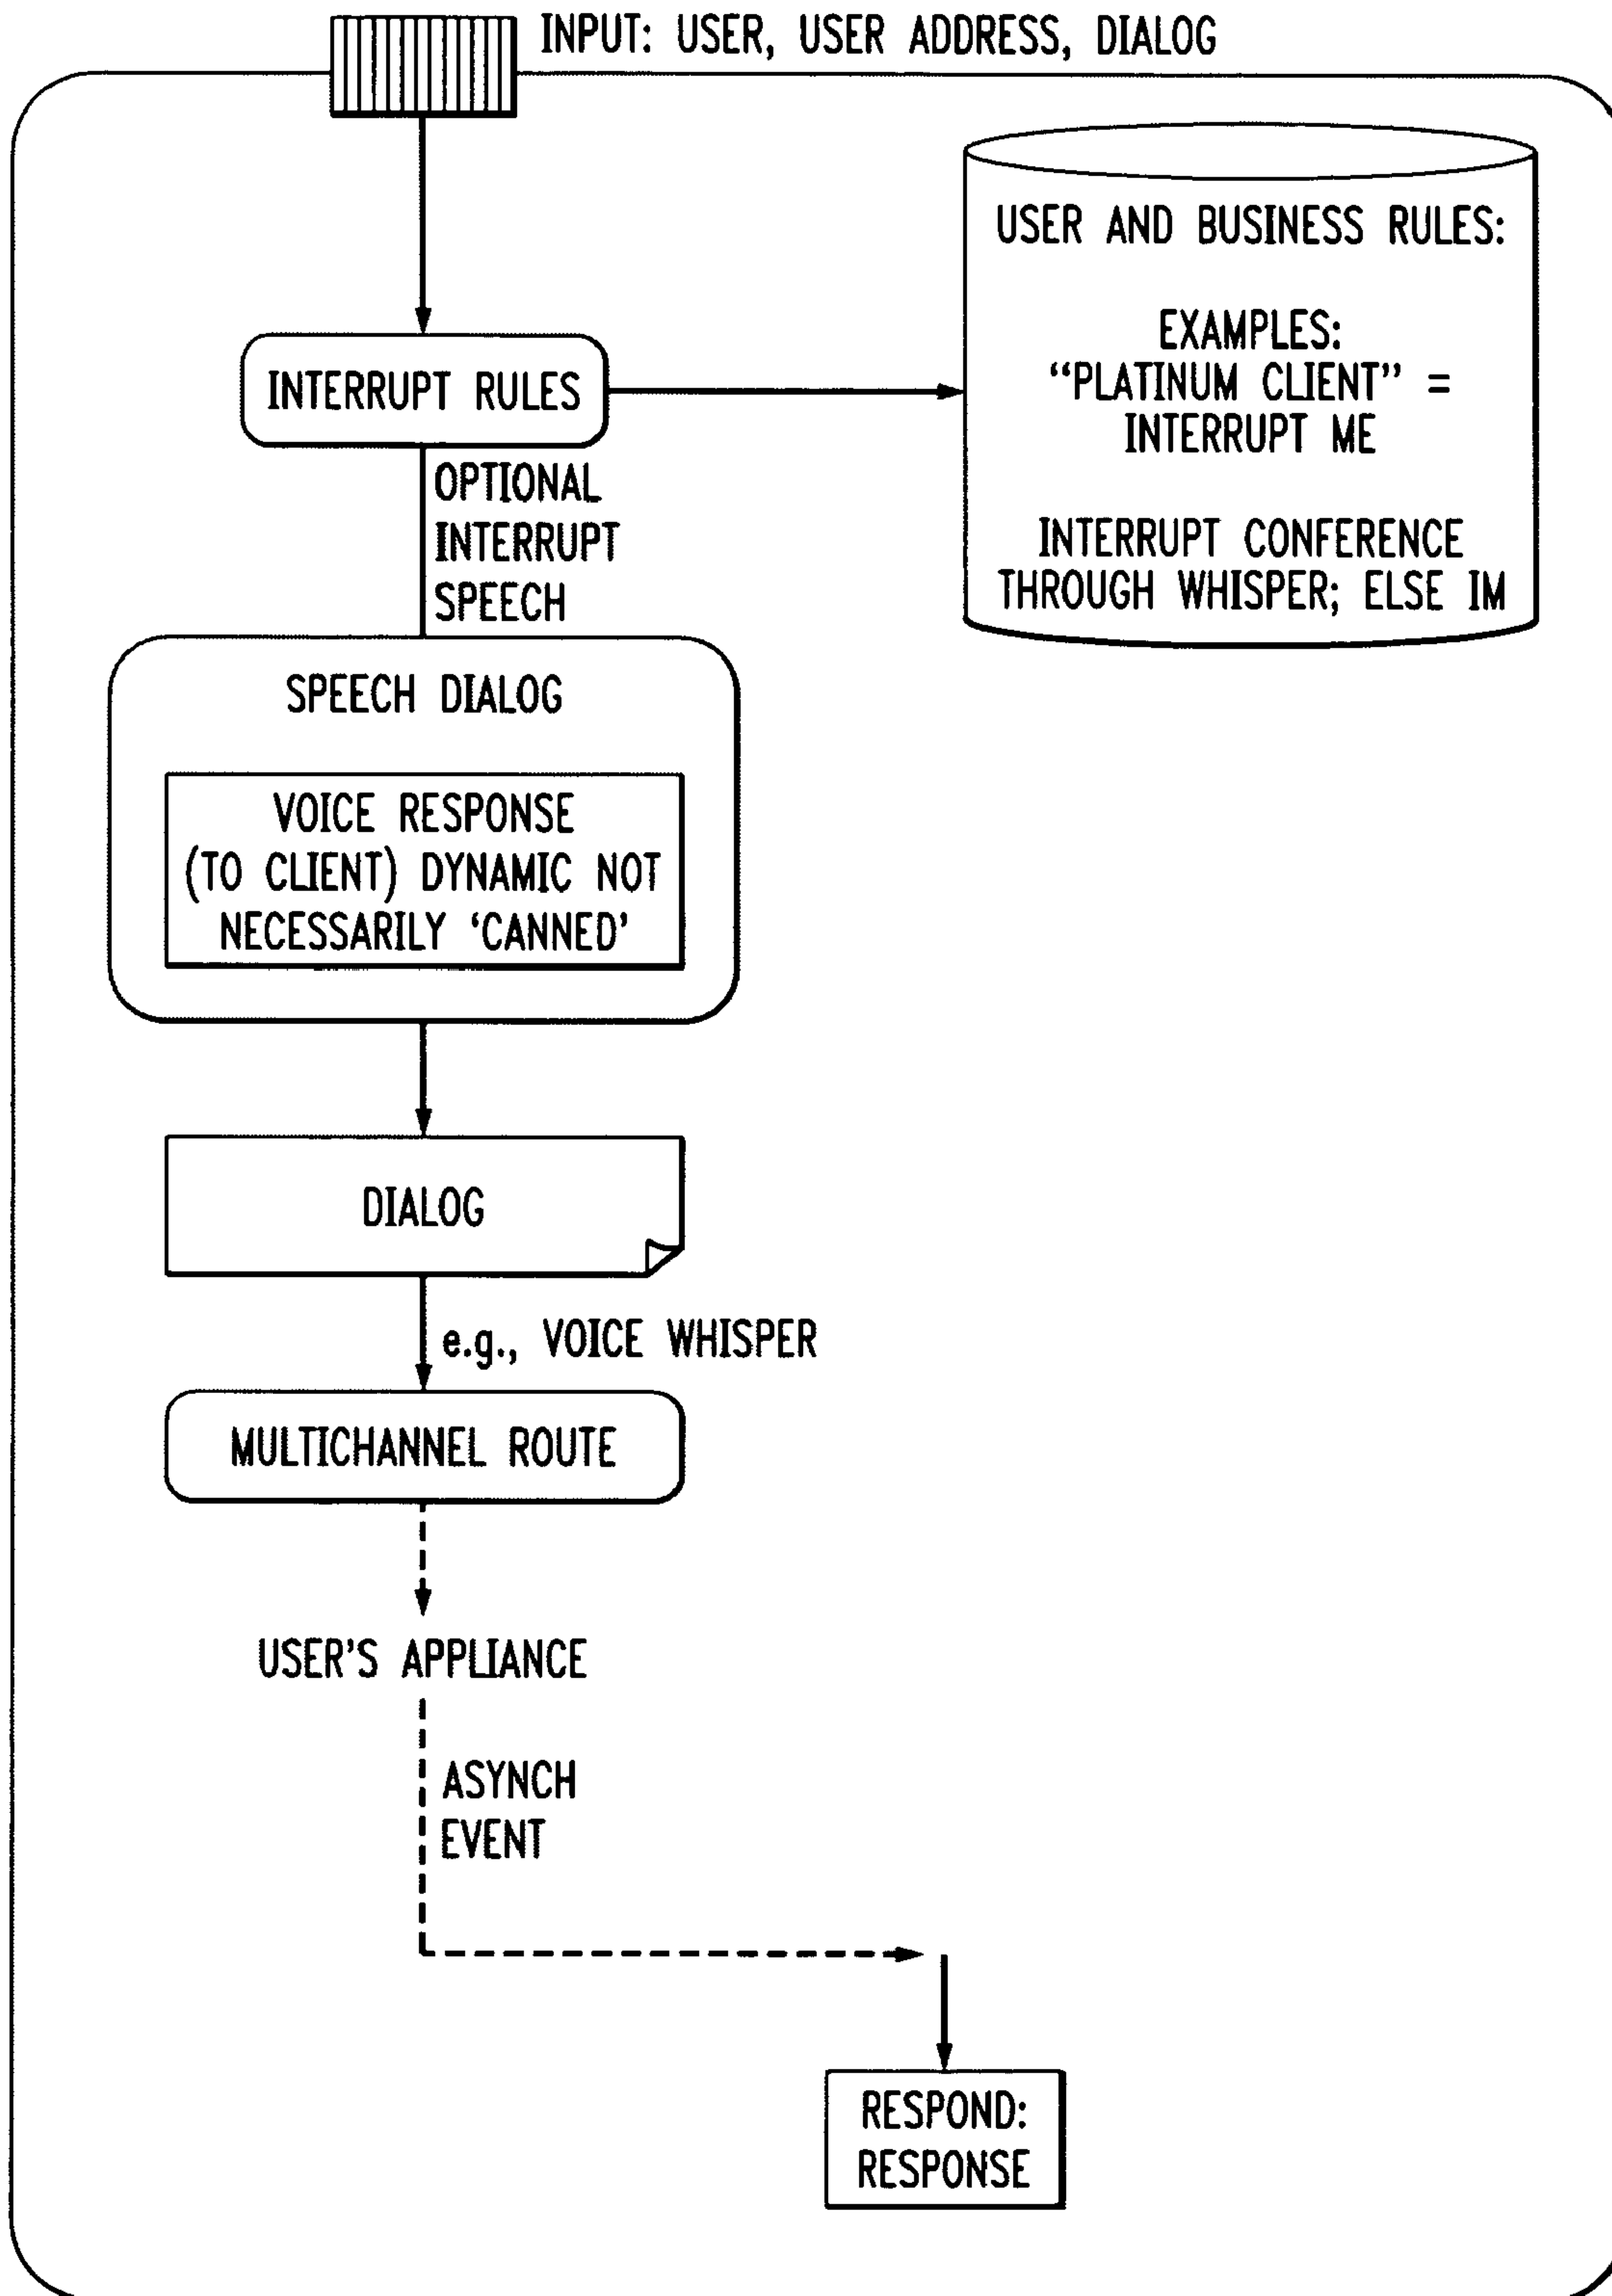 INPUT: USER, USER ADDRESS, DIALOG
USER AND BUSINESS RULES:
EXAMPLES:
“PLATINUM CLIENT” =
INTERRUPT ME
INTERRUPT CONFERENCE
THROUGH WHISPER; ELSE IM
INTERRUPT RULES
OPTIONAL
INTERRUPT
SPEECH
SPEECH DIALOG
VOICE RESPONSE
(TO CLIENT) DYNAMIC NOT
NECESSARILY ‘CANNED’
DIALOG
e.g., VOICE WHISPER
MULTICHANNEL ROUTE
USER'S APPLIANCE
ASYNCH
EVENT
RESPOND:
RESPONSE